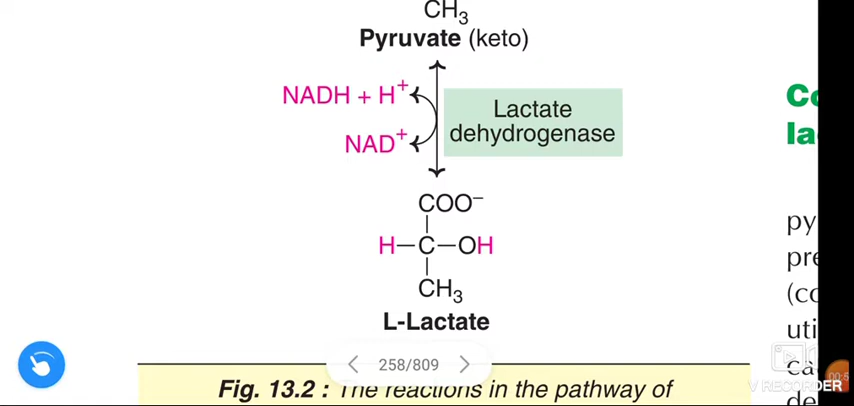 CH₃
Pyruvate (keto)
NADH + H⁺
Lactate
dehydrogenase
NAD⁺
COO⁻
H–C–OH
CH₃
L-Lactate
258/809
Fig. 13.2 : The reactions in the pathway of
V RECORDER